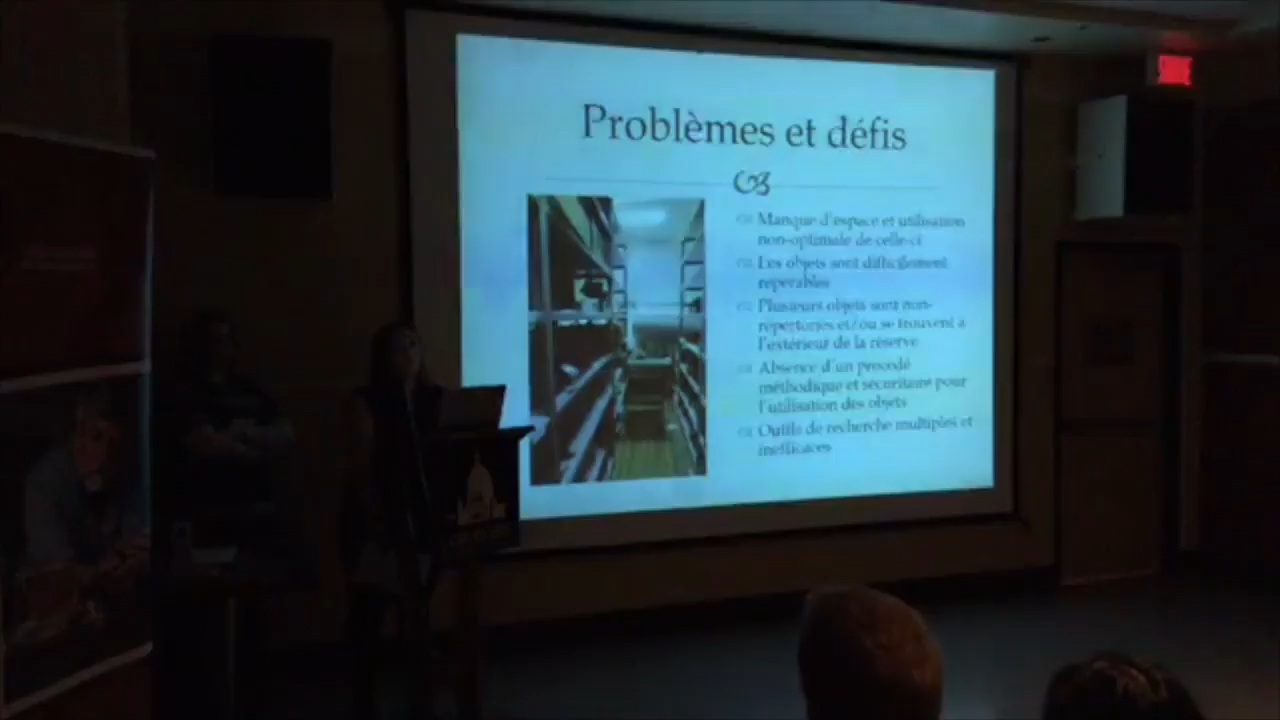 Problèmes et défis
Manque d'espace et utilisation
non-optimale de celle-ci
Les objets sont difficilement
repérables
Plusieurs objets sont non-
répertoriés et/ou se trouvent à
l'extérieur de la réserve
Absence d'un procédé
méthodique et sécuritaire pour
l'utilisation des objets
Outils de recherche multiples et
inefficaces